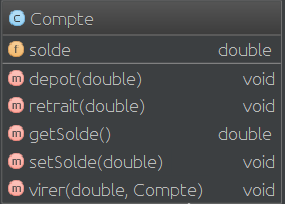 C Compte
f solde double
m depot(double) void
m retrait(double) void
m getSolde() double
m setSolde(double) void
m virer(double, Compte) void